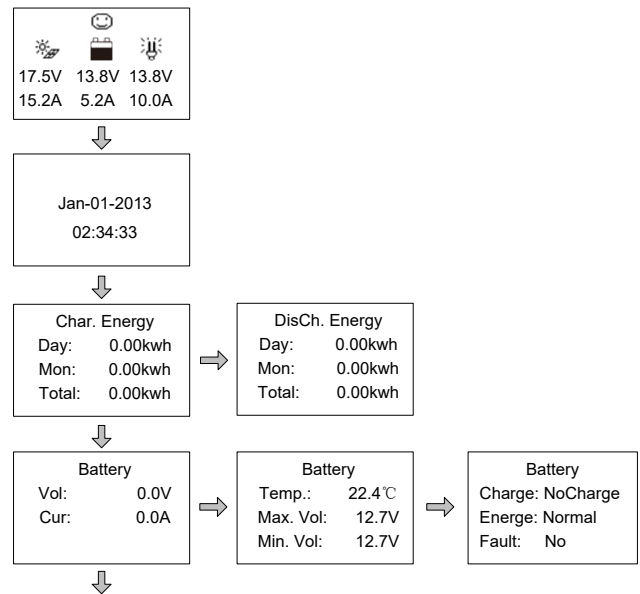 17.5V 13.8V 13.8V
15.2A 5.2A 10.0A
Jan-01-2013
02:34:33
Char. Energy
Day: 0.00kwh
Mon: 0.00kwh
Total: 0.00kwh
DisCh. Energy
Day: 0.00kwh
Mon: 0.00kwh
Total: 0.00kwh
Battery
Vol: 0.0V
Cur: 0.0A
Battery
Temp.: 22.4℃
Max. Vol: 12.7V
Min. Vol: 12.7V
Battery
Charge: NoCharge
Energe: Normal
Fault: No